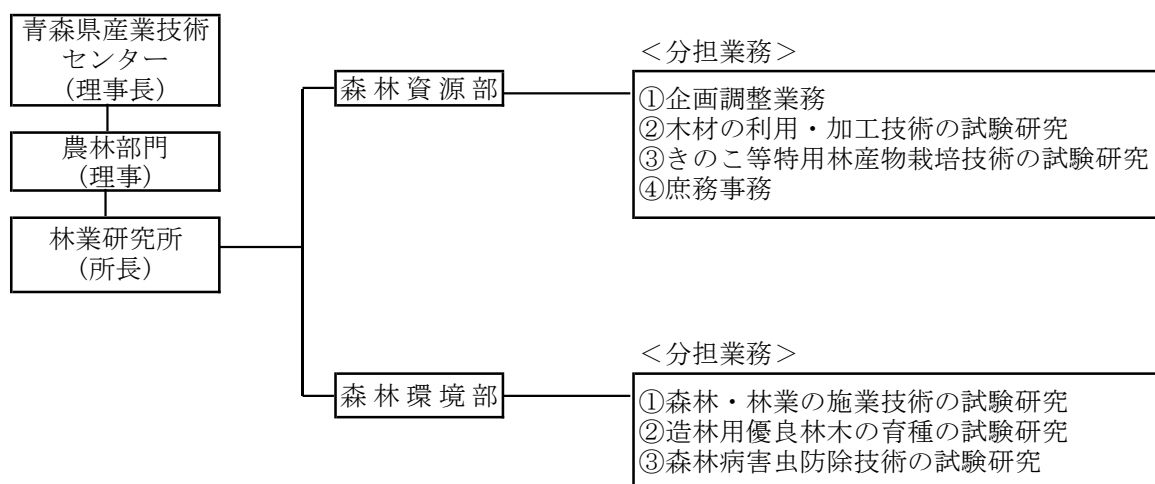 青森県産業技術
センター
(理事長)
農林部門
(理事)
林業研究所
(所長)
森林資源部
＜分担業務＞
①企画調整業務
②木材の利用・加工技術の試験研究
③きのこ等特用林産物栽培技術の試験研究
④庶務事務
森林環境部
＜分担業務＞
①森林・林業の施業技術の試験研究
②造林用優良林木の育種の試験研究
③森林病害虫防除技術の試験研究